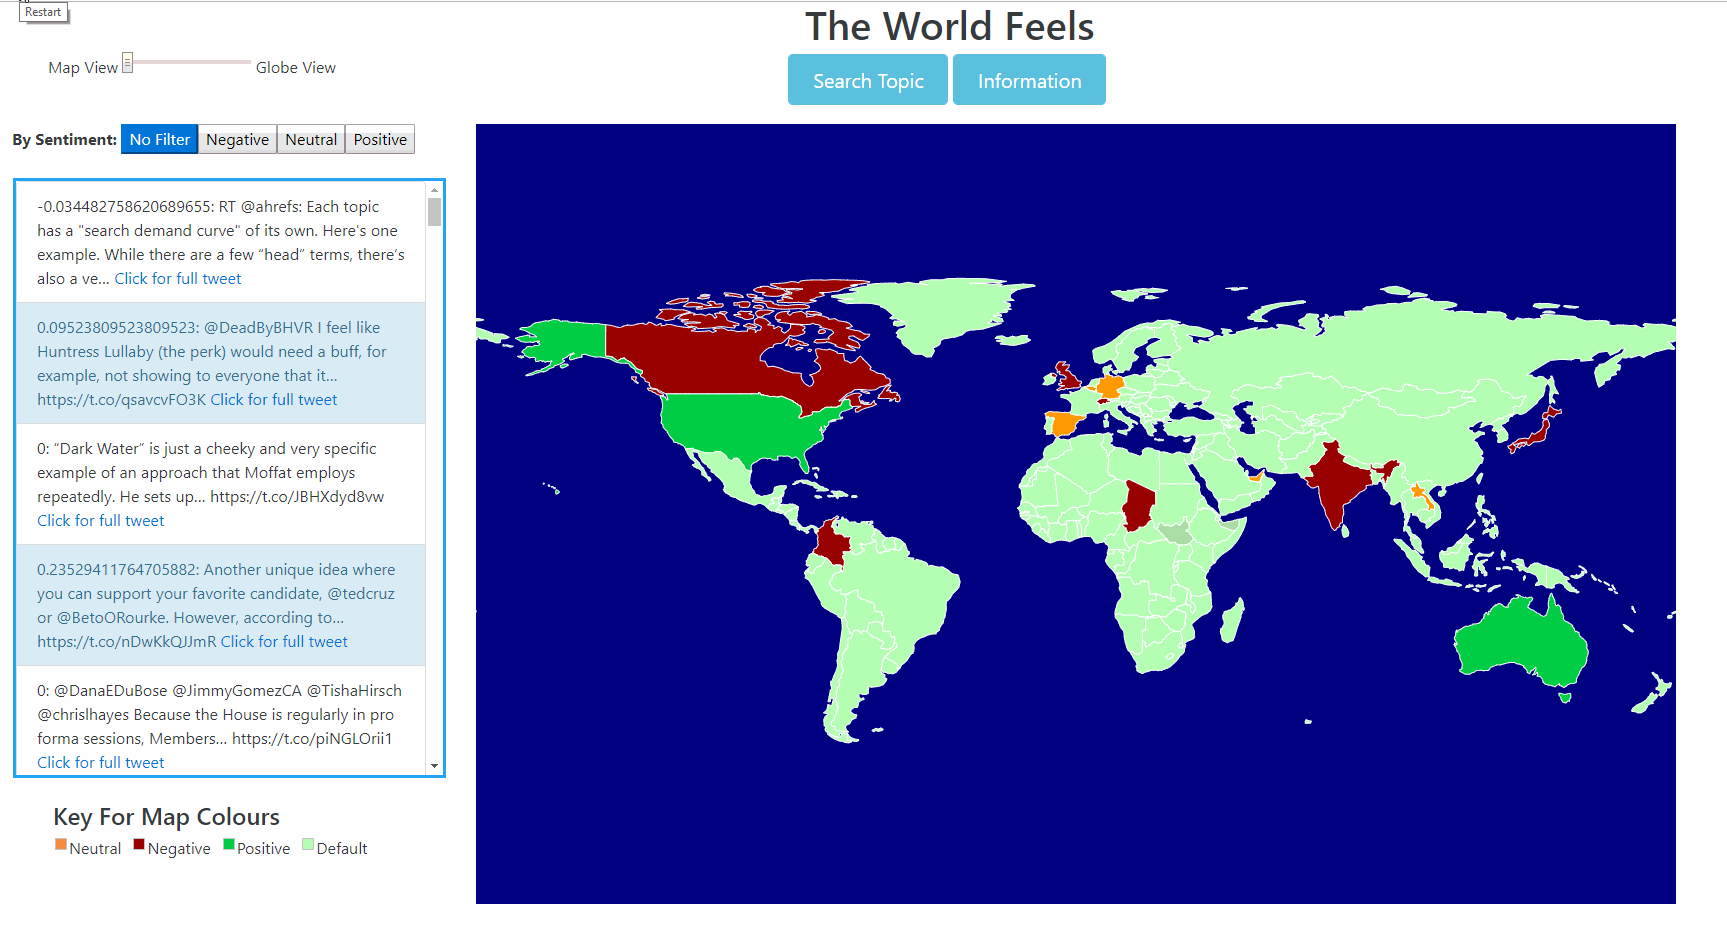 Restart
The World Feels
Map View Globe View
Search Topic Information
By Sentiment: No Filter Negative Neutral Positive
-0.034482758620689655: RT @ahrefs: Each topic
has a "search demand curve" of its own. Here's one
example. While there are a few “head” terms, there’s
also a ve... Click for full tweet
0.09523809523809523: @DeadByBHVR I feel like
Huntress Lullaby (the perk) would need a buff, for
example, not showing to everyone that it...
https://t.co/qsavcvFO3K Click for full tweet
0: “Dark Water” is just a cheeky and very specific
example of an approach that Moffat employs
repeatedly. He sets up... https://t.co/JBHXdyd8vw
Click for full tweet
0.23529411764705882: Another unique idea where
you can support your favorite candidate, @tedcruz
or @BetoORourke. However, according to...
https://t.co/nDwKkQJJmR Click for full tweet
0: @DanaEDuBose @JimmyGomezCA @TishaHirsch
@chrislhayes Because the House is regularly in pro
forma sessions, Members... https://t.co/piNGLOrii1
Click for full tweet
Key For Map Colours
Neutral Negative Positive Default